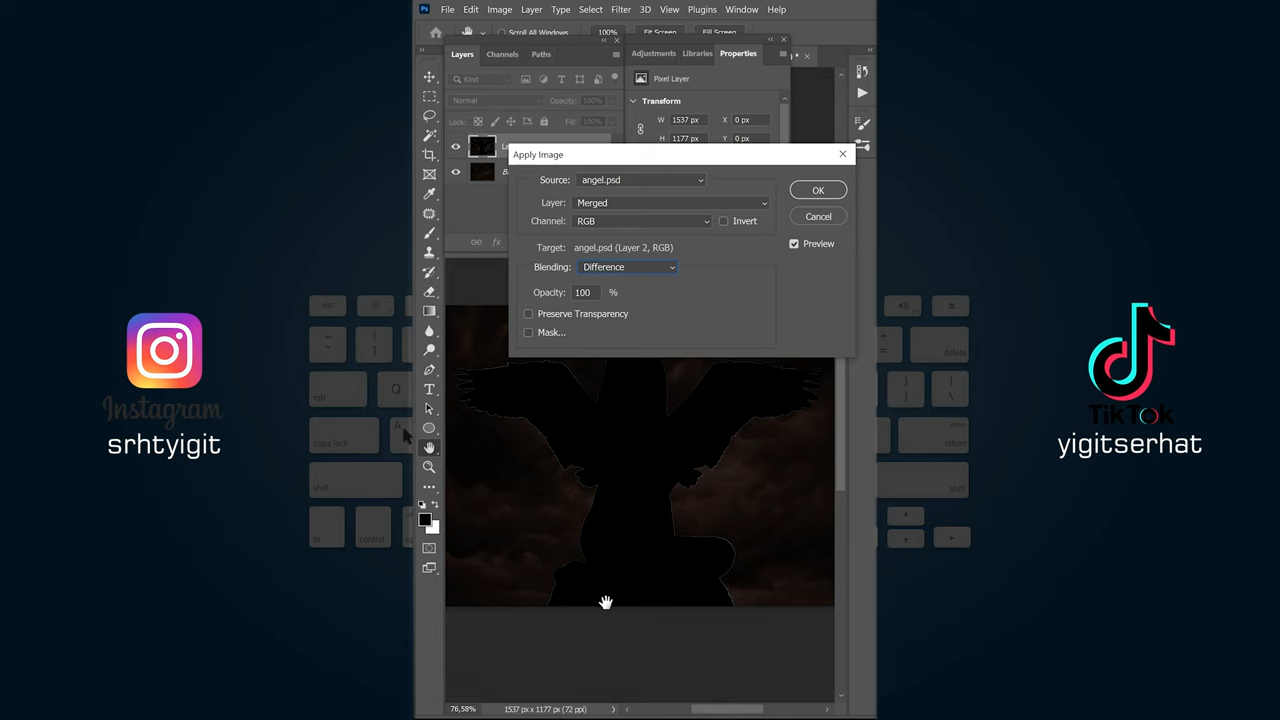 Ps File Edit Image Layer Type Select Filter 3D View Plugins Window Help
Scroll All Windows 100% Fit Screen Fill Screen
Layers Channels Paths
Adjustments Libraries Properties
Kind
Pixel Layer
Normal Opacity: 100%
Transform
Lock: Fill: 100%
W 1537 px X 0 px
H 1177 px Y 0 px
Apply Image
Source: angel.psd
OK
Layer: Merged
Channel: RGB Invert
Cancel
Target: angel.psd (Layer 2, RGB)
Preview
Blending: Difference
Opacity: 100 %
Preserve Transparency
Mask...
fx
esc
delete
tab
Q
caps lock
A
enter
return
shift
shift
fn
control
Instagram
srhtyigit
TikTok
yigitserhat
76,58% 1537 px x 1177 px (72 ppi)